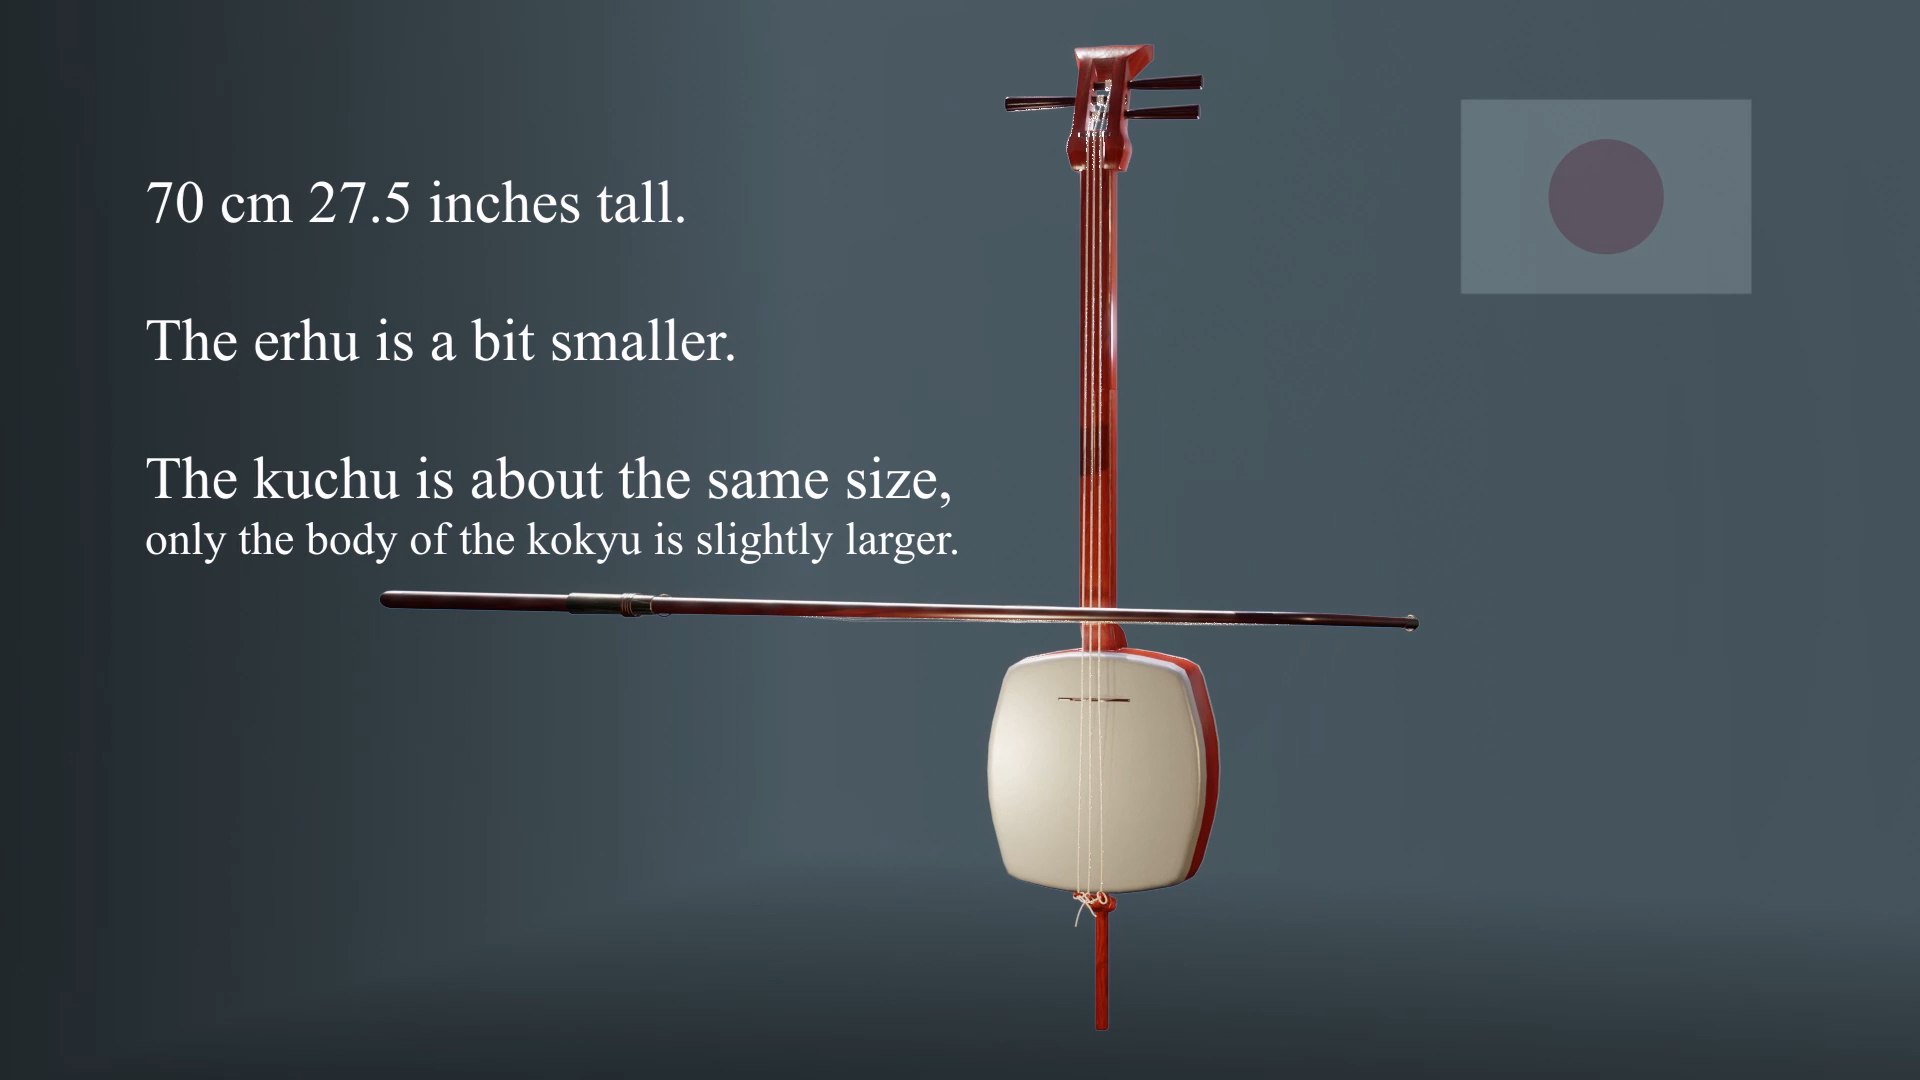 70 cm 27.5 inches tall.
The erhu is a bit smaller.
The kuchu is about the same size,
only the body of the kokyu is slightly larger.